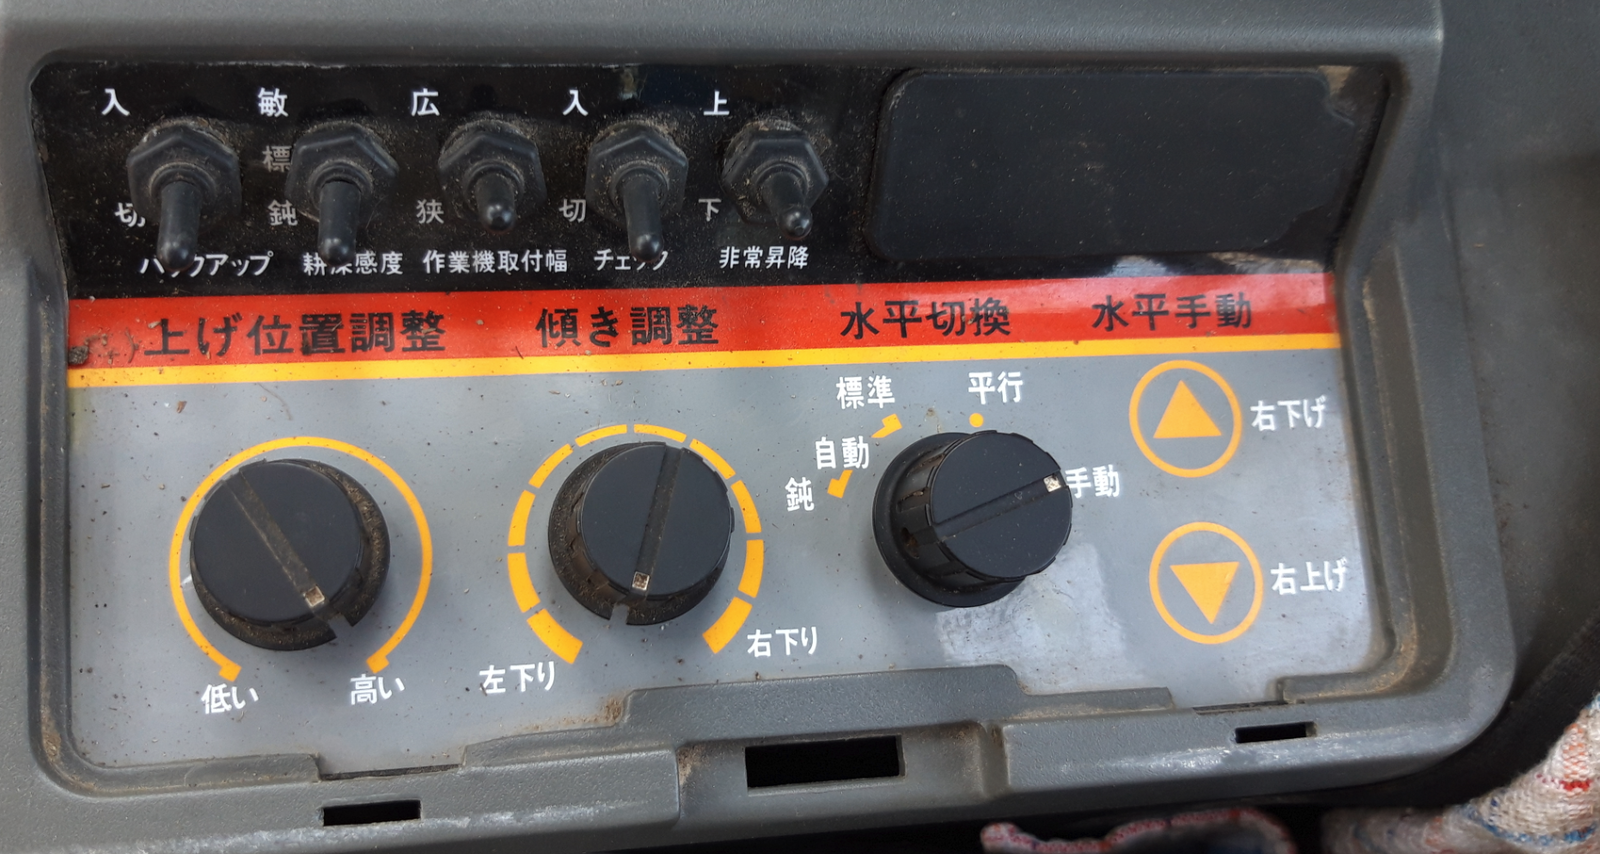 入 敏 広 入 上
標
切 鈍 狭 切 下
バックアップ 耕深感度 作業機取付幅 チェック 非常昇降
上げ位置調整 傾き調整 水平切換 水平手動
標準 平行
右下げ
自動
鈍 手動
右上げ
低い 高い 左下り 右下り